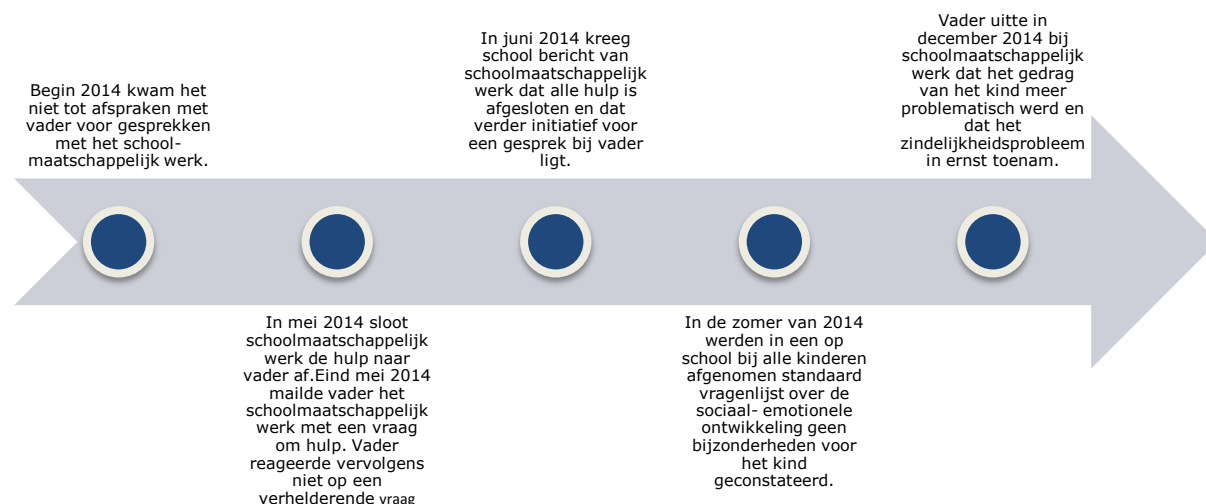 Begin 2014 kwam het
niet tot afspraken met
vader voor gesprekken
met het school-
maatschappelijk werk.
In mei 2014 sloot
schoolmaatschappelijk
werk de hulp naar
vader af.Eind mei 2014
mailde vader het
schoolmaatschappelijk
werk met een vraag
om hulp. Vader
reageerde vervolgens
niet op een
verhelderende vraag
In juni 2014 kreeg
school bericht van
schoolmaatschappelijk
werk dat alle hulp is
afgesloten en dat
verder initiatief voor
een gesprek bij vader
ligt.
In de zomer van 2014
werden in een op
school bij alle kinderen
afgenomen standaard
vragenlijst over de
sociaal- emotionele
ontwikkeling geen
bijzonderheden voor
het kind
geconstateerd.
Vader uitte in
december 2014 bij
schoolmaatschappelijk
werk dat het gedrag
van het kind meer
problematisch werd en
dat het
zindelijkheidsprobleem
in ernst toenam.